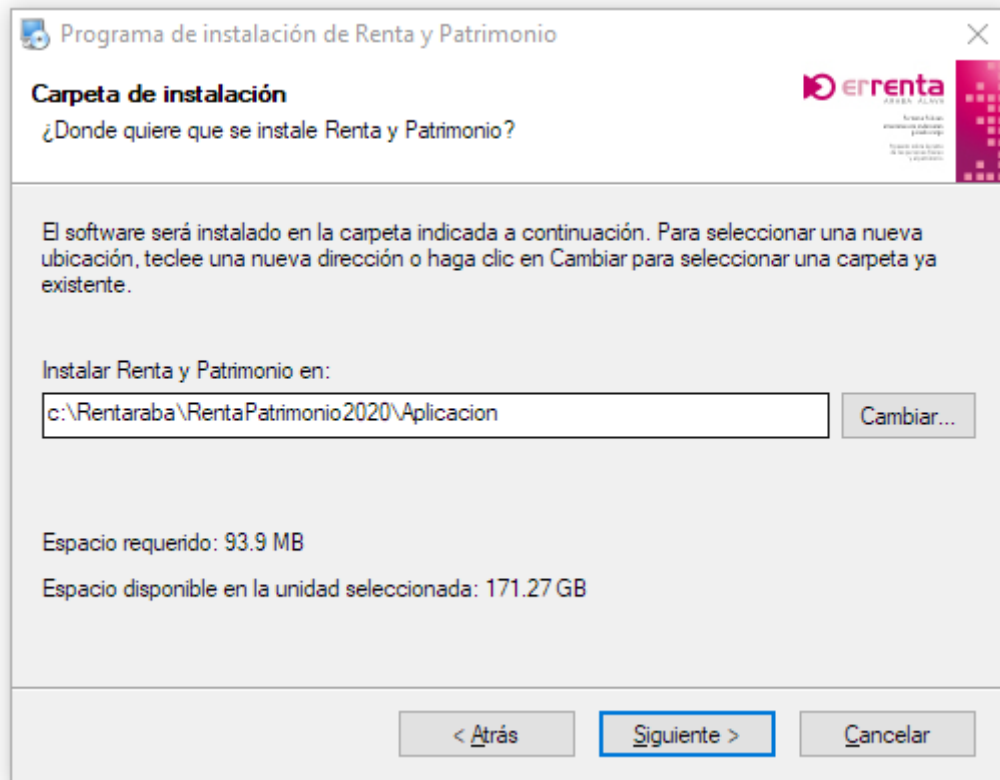 Programa de instalación de Renta y Patrimonio
Carpeta de instalación
¿Donde quiere que se instale Renta y Patrimonio?
errenta
ARABA ÁLAVA
El software será instalado en la carpeta indicada a continuación. Para seleccionar una nueva
ubicación, teclee una nueva dirección o haga clic en Cambiar para seleccionar una carpeta ya
existente.
Instalar Renta y Patrimonio en:
c:\Rentaraba\RentaPatrimonio2020\Aplicacion
Cambiar...
Espacio requerido: 93.9 MB
Espacio disponible en la unidad seleccionada: 171.27 GB
< Atrás
Siguiente >
Cancelar